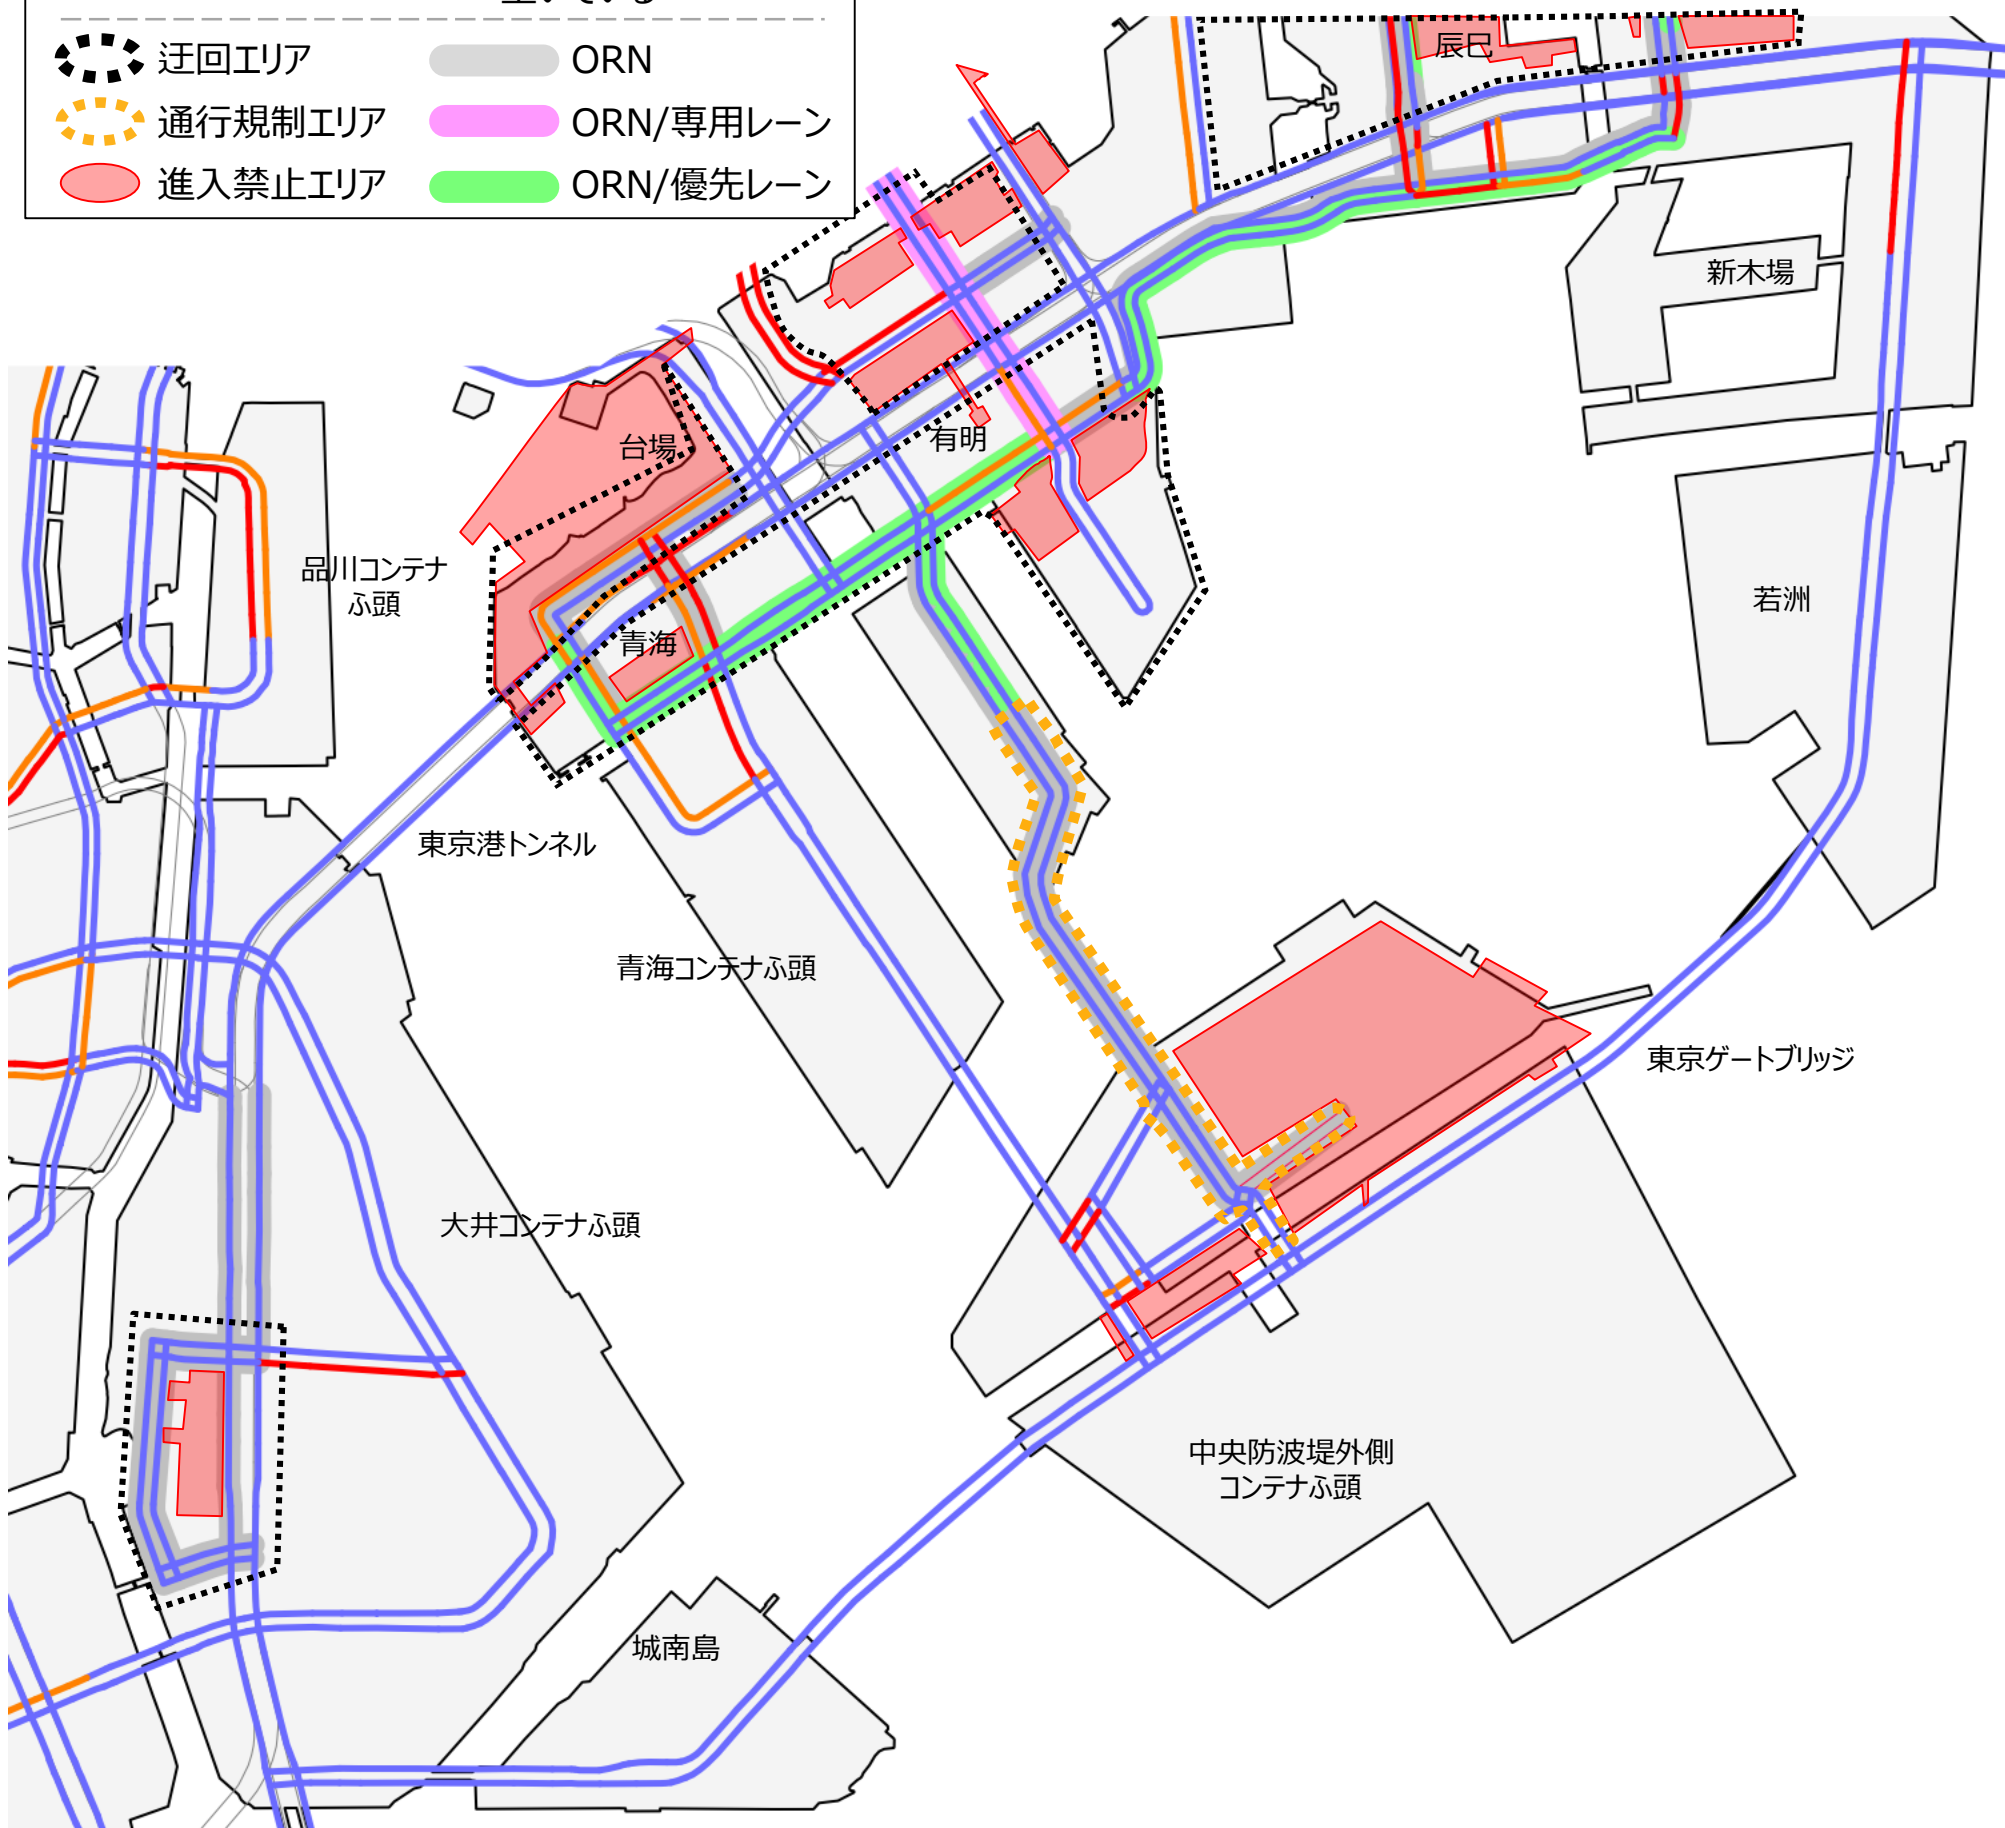 空いている
迂回エリア
ORN
通行規制エリア
ORN/専用レーン
進入禁止エリア
ORN/優先レーン
辰巳
新木場
有明
台場
品川コンテナ
ふ頭
青海
若洲
東京港トンネル
青海コンテナふ頭
東京ゲートブリッジ
大井コンテナふ頭
中央防波堤外側
コンテナふ頭
城南島